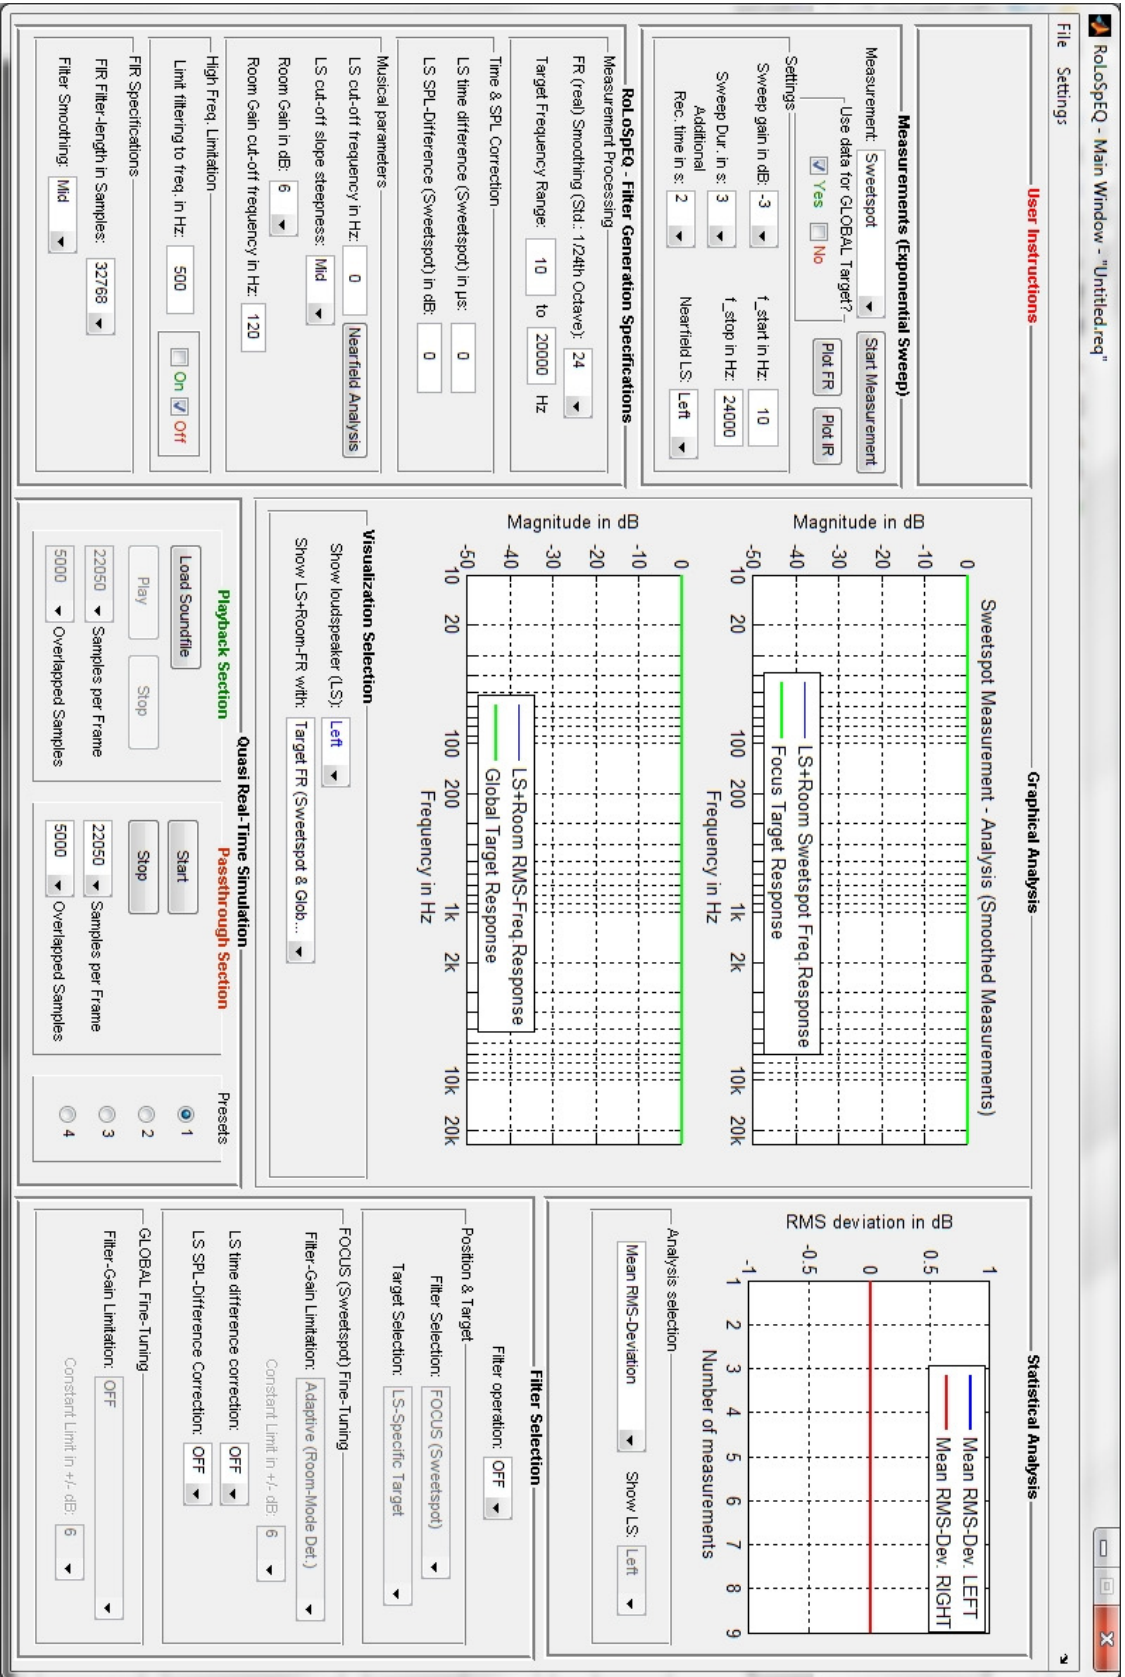 RoLoSpEQ - Main Window - "Untitled.req"
File Settings
User Instructions
Measurements (Exponential Sweep)
Measurement: Sweetspot Start Measurement
Use data for GLOBAL Target?
Yes No Plot FR Plot IR
Settings
Sweep gain in dB: -3 f_start in Hz: 10
Sweep Dur. in s: 3 f_stop in Hz: 24000
Additional
Rec. time in s: 2 Nearfield LS: Left
RoLoSpEQ - Filter Generation Specifications
Measurement Processing
FR (real) Smoothing (Std.: 1/24th Octave): 24
Target Frequency Range: 10 to 20000 Hz
Time & SPL Correction
LS time difference (Sweetspot) in µs: 0
LS SPL-Difference (Sweetspot) in dB: 0
Musical parameters
LS cut-off frequency in Hz: 0 Nearfield Analysis
LS cut-off slope steepness: Mid
Room Gain in dB: 6
Room Gain cut-off frequency in Hz: 120
High Freq. Limitation
Limit filtering to freq. in Hz: 500 On Off
FIR Specifications
FIR Filter-length in Samples: 32768
Filter Smoothing: Mid
Graphical Analysis
Sweetspot Measurement - Analysis (Smoothed Measurements)
Magnitude in dB
0
-10
-20
-30
-40
-50
LS+Room Sweetspot Freq.Response
Focus Target Response
10 20 100 200 1k 2k 10k 20k
Frequency in Hz
Magnitude in dB
0
-10
-20
-30
-40
-50
LS+Room RMS-Freq.Response
Global Target Response
10 20 100 200 1k 2k 10k 20k
Frequency in Hz
Visualization Selection
Show loudspeaker (LS): Left
Show LS+Room-FR with: Target FR (Sweetspot & Glob...
Quasi Real-Time Simulation
Playback Section
Load Soundfile
Play Stop
22050 Samples per Frame
5000 Overlapped Samples
Passthrough Section
Start
Stop
22050 Samples per Frame
5000 Overlapped Samples
Presets
1
2
3
4
Statistical Analysis
RMS deviation in dB
1
0.5
0
-0.5
-1
Mean RMS-Dev. LEFT
Mean RMS-Dev. RIGHT
1 2 3 4 5 6 7 8 9
Number of measurements
Analysis selection
Mean RMS-Deviation Show LS: Left
Filter Selection
Filter operation: OFF
Position & Target
Filter Selection: FOCUS (Sweetspot)
Target Selection: LS-Specific Target
FOCUS (Sweetspot) Fine-Tuning
Filter-Gain Limitation: Adaptive (Room-Mode Det.)
Constant Limit in +/- dB: 6
LS time difference correction: OFF
LS SPL-Difference Correction: OFF
GLOBAL Fine-Tuning
Filter-Gain Limitation: OFF
Constant Limit in +/- dB: 6